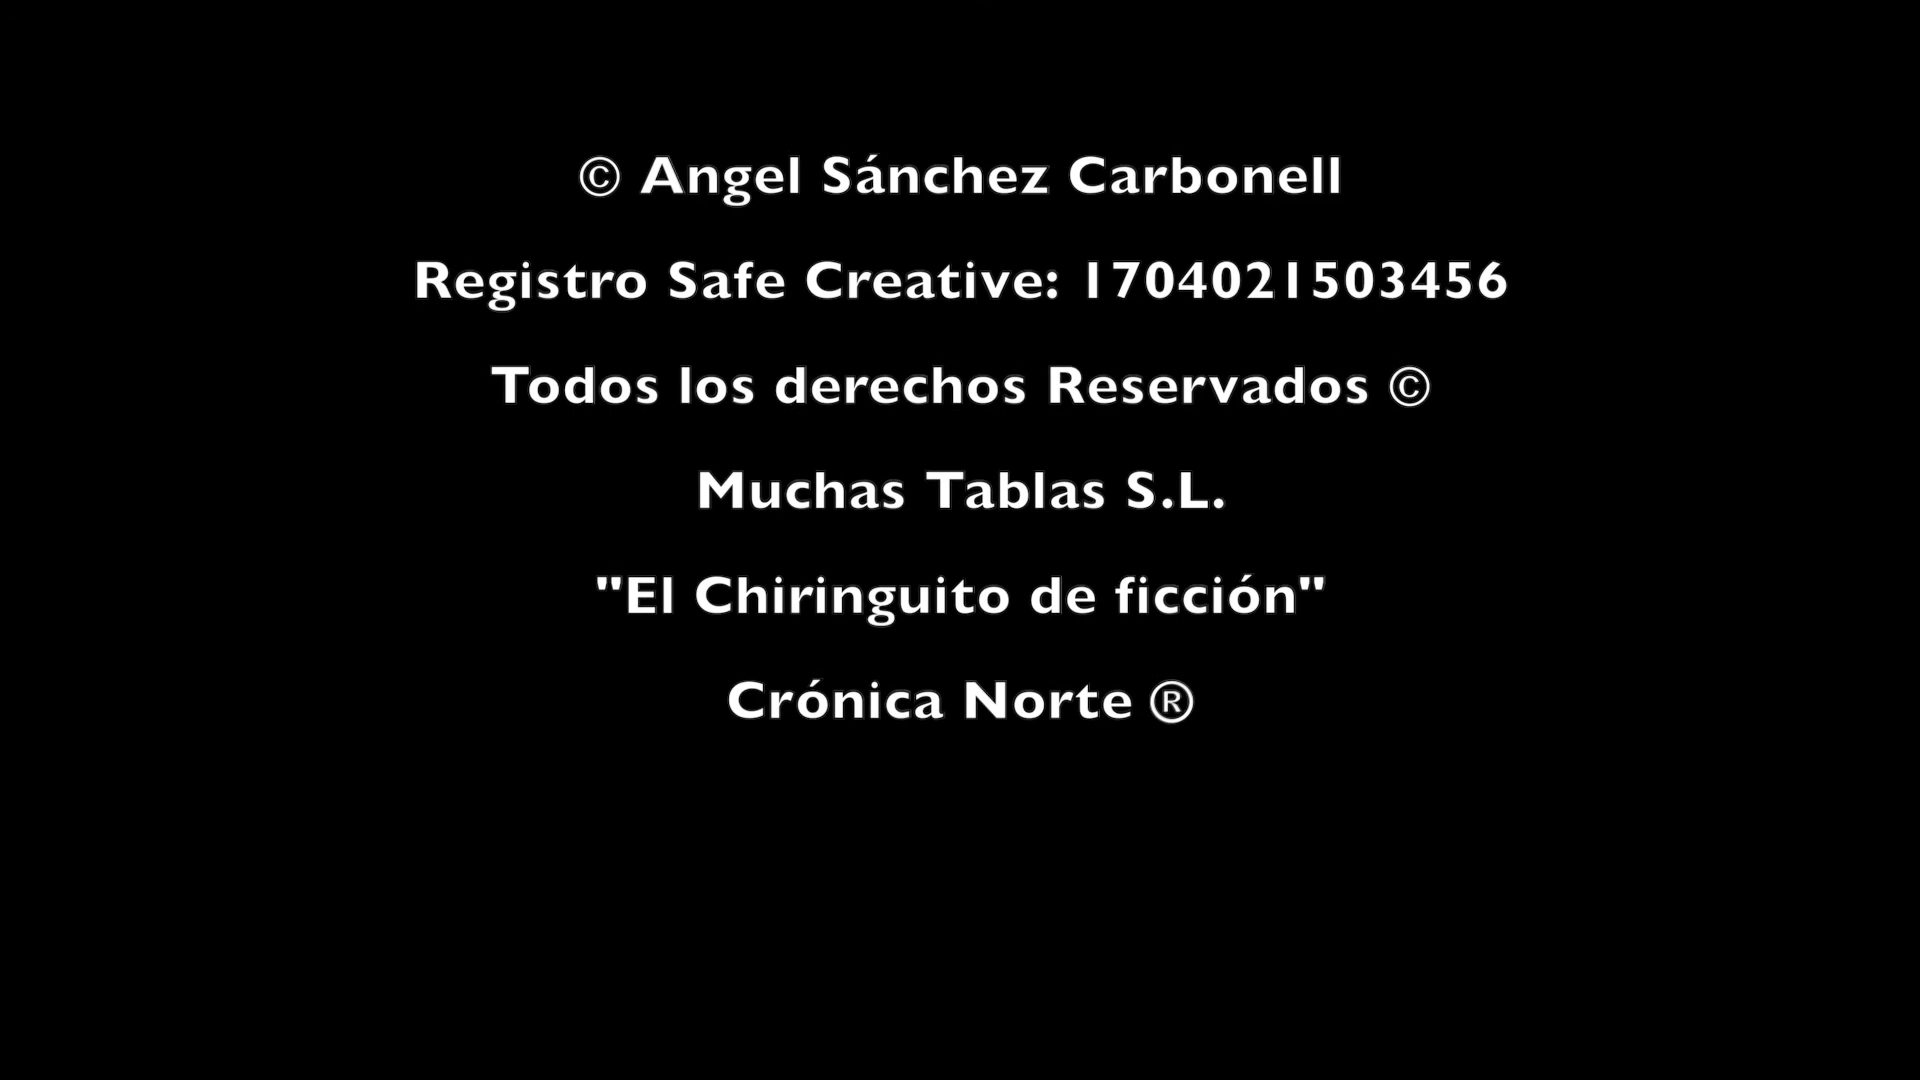 © Angel Sánchez Carbonell
Registro Safe Creative: 1704021503456
Todos los derechos Reservados ©
Muchas Tablas S.L.
"El Chiringuito de ficción"
Crónica Norte ®